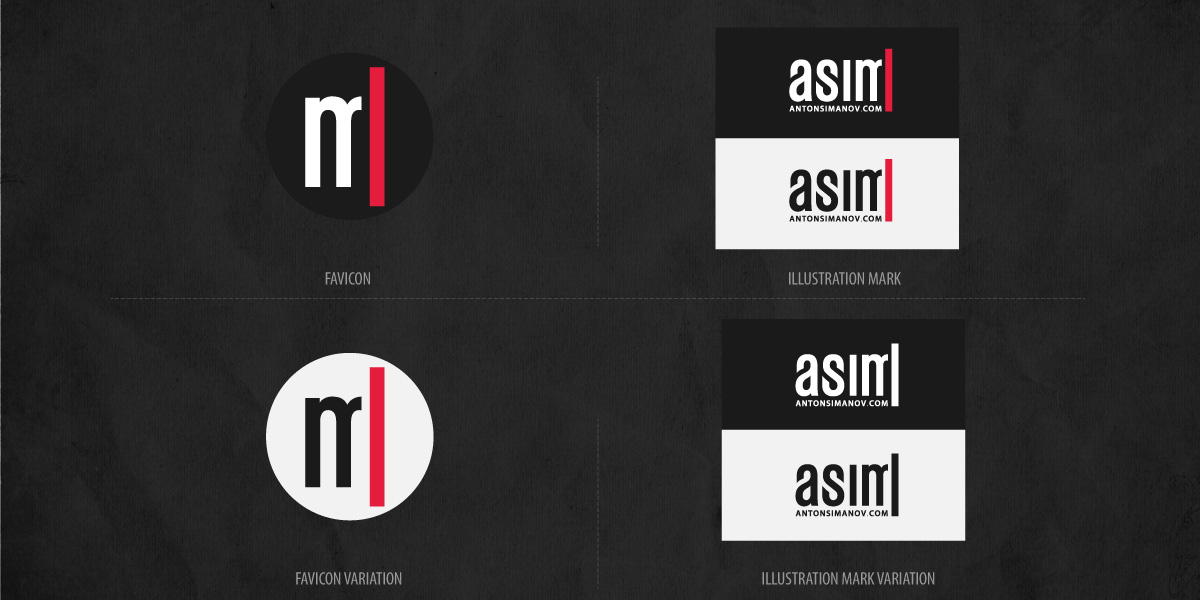 m
asim
ANTONSIMANOV.COM
asim
ANTONSIMANOV.COM
FAVICON
ILLUSTRATION MARK
m
asim
ANTONSIMANOV.COM
asim
ANTONSIMANOV.COM
FAVICON VARIATION
ILLUSTRATION MARK VARIATION